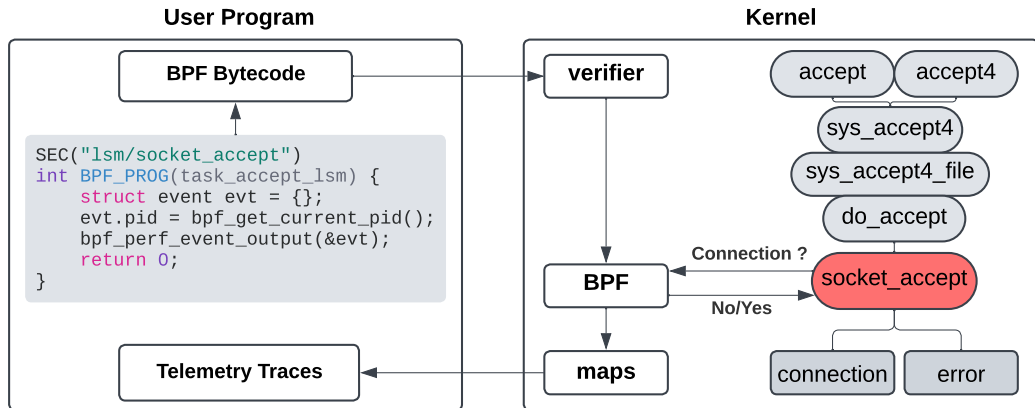 User Program
BPF Bytecode
SEC("lsm/socket_accept")
int BPF_PROG(task_accept_lsm) {
    struct event evt = {};
    evt.pid = bpf_get_current_pid();
    bpf_perf_event_output(&evt);
    return 0;
}
Telemetry Traces
Kernel
verifier
BPF
maps
accept
accept4
sys_accept4
sys_accept4_file
do_accept
Connection ?
socket_accept
No/Yes
connection
error